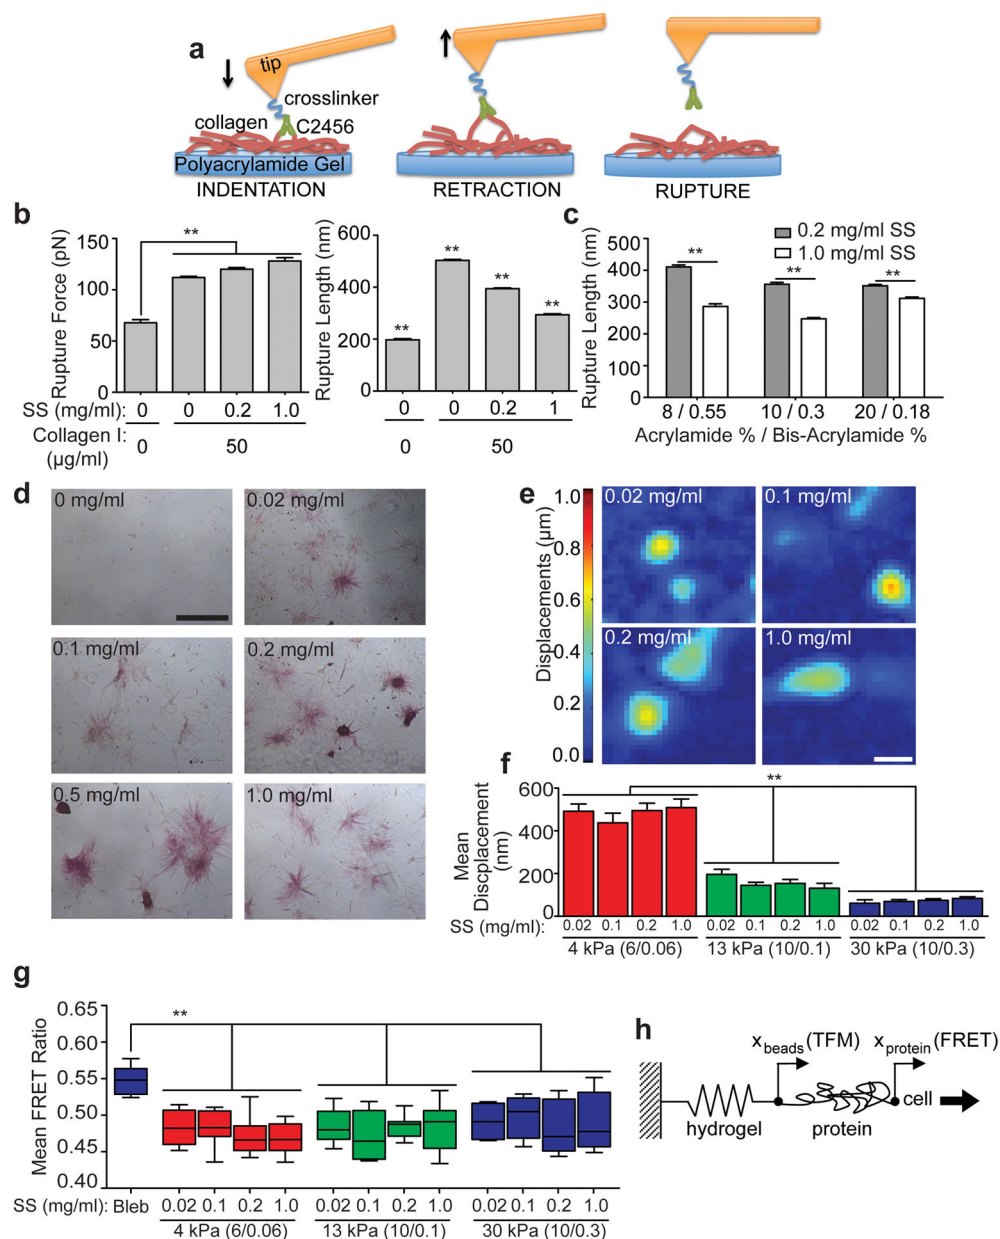 a
tip
crosslinker
collagen
C2456
Polyacrylamide Gel
INDENTATION
RETRACTION
RUPTURE
b
Rupture Force (pN)
150
100
50
0
**
SS (mg/ml): 0 0 0.2 1.0
Collagen I: (µg/ml) 0 50
Rupture Length (nm)
600
400
200
0
** ** ** **
0 0 0.2 1
0 50
c
0.2 mg/ml SS
1.0 mg/ml SS
Rupture Length (nm)
500
400
300
200
100
0
** ** **
8 / 0.55 10 / 0.3 20 / 0.18
Acrylamide % / Bis-Acrylamide %
d
0 mg/ml
0.02 mg/ml
0.1 mg/ml
0.2 mg/ml
0.5 mg/ml
1.0 mg/ml
e
Displacements (µm)
1.0
0.8
0.6
0.4
0.2
0.0
0.02 mg/ml
0.1 mg/ml
0.2 mg/ml
1.0 mg/ml
f
Mean
Discplacement
(nm)
600
400
200
0
**
SS (mg/ml): 0.02 0.1 0.2 1.0 0.02 0.1 0.2 1.0 0.02 0.1 0.2 1.0
4 kPa (6/0.06) 13 kPa (10/0.1) 30 kPa (10/0.3)
g
Mean FRET Ratio
0.65
0.60
0.55
0.50
0.45
0.40
**
SS (mg/ml): Bleb 0.02 0.1 0.2 1.0 0.02 0.1 0.2 1.0 0.02 0.1 0.2 1.0
4 kPa (6/0.06) 13 kPa (10/0.1) 30 kPa (10/0.3)
h
xbeads (TFM)
xprotein (FRET)
cell
hydrogel
protein